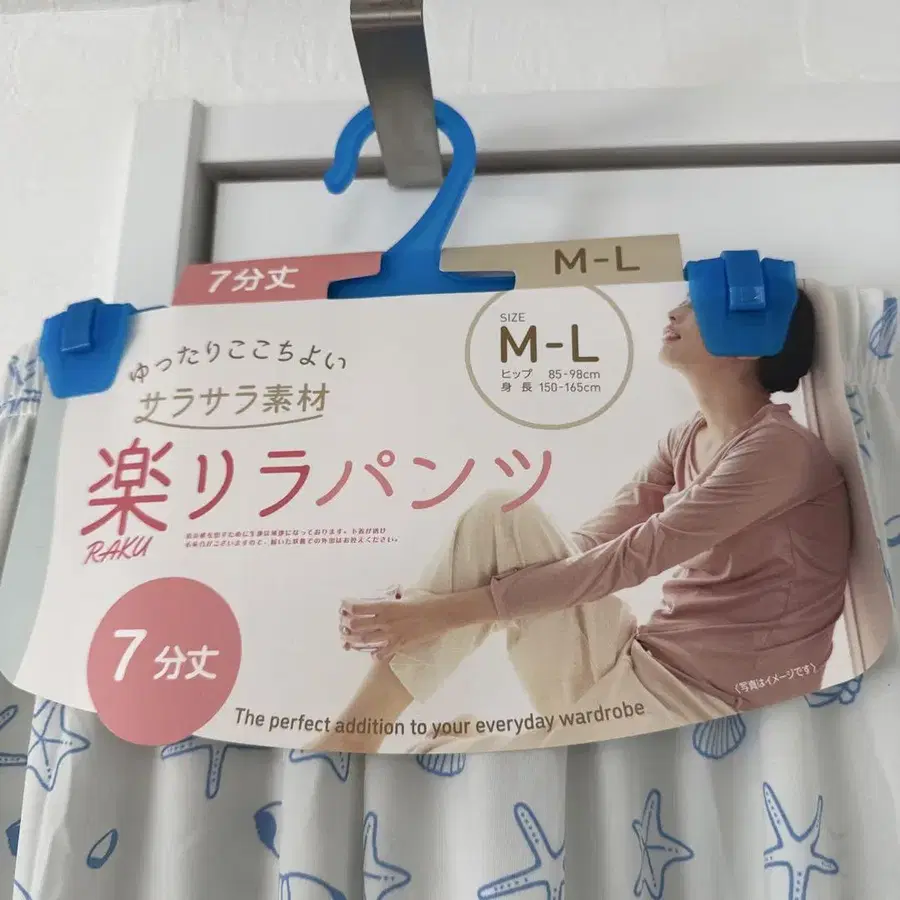 7分丈
M-L
ゆったりここちよい
サラサラ素材
SIZE
M-L
ヒップ 85-98cm
身長 150-165cm
楽リラパンツ
RAKU
7分丈
(写真はイメージです)
The perfect addition to your everyday wardrobe